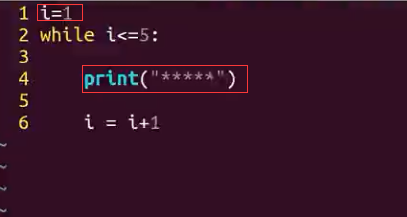 1 i=1
2 while i<=5:
3
4     print("*****")
5
6     i = i+1
~
~
~
~